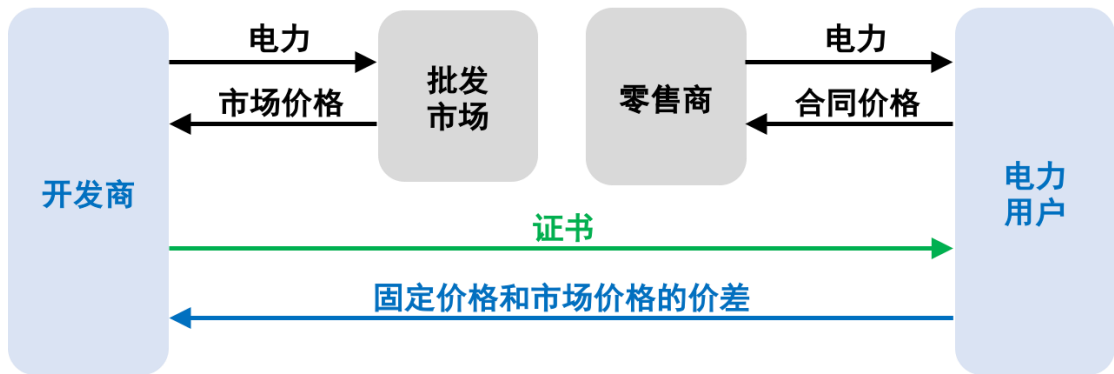 电力
市场价格
批发
市场
零售商
电力
合同价格
开发商
电力
用户
证书
固定价格和市场价格的价差